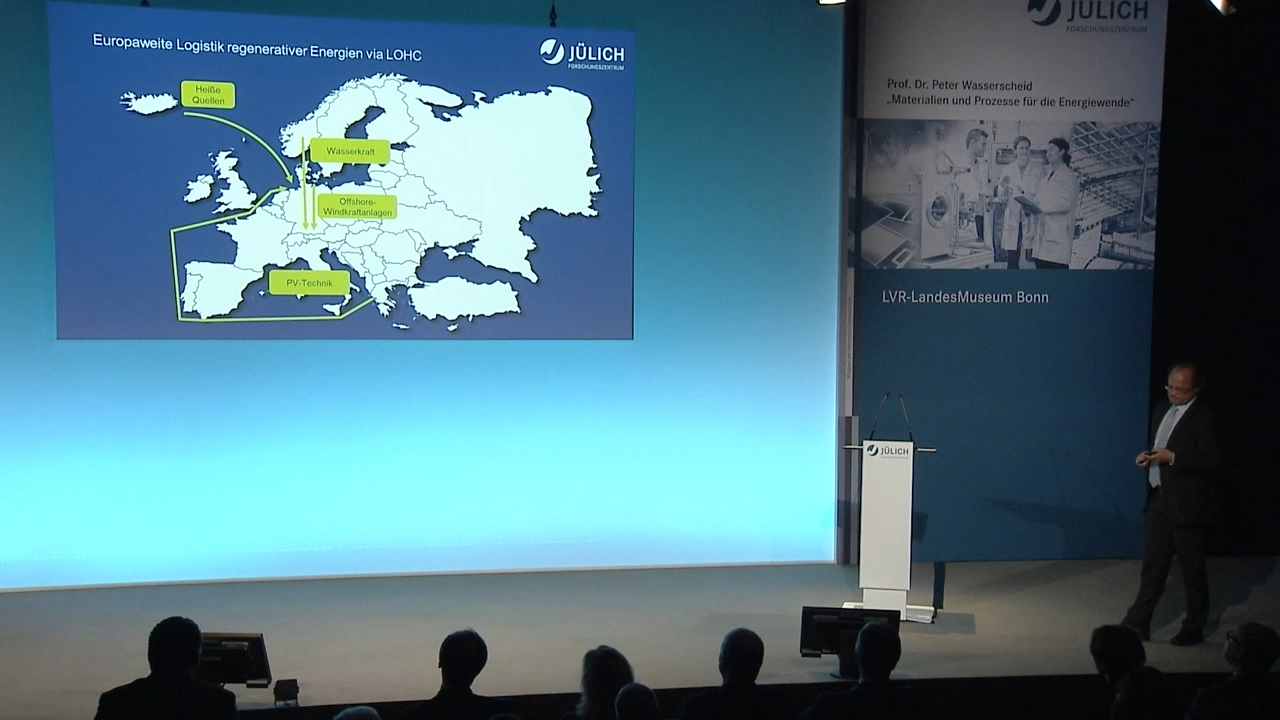 Europaweite Logistik regenerativer Energien via LOHC
JÜLICH
FORSCHUNGSZENTRUM
Heiße
Quellen
Wasserkraft
Offshore-
Windkraftanlagen
PV-Technik
JÜLICH
FORSCHUNGSZENTRUM
Prof. Dr. Peter Wasserscheid
„Materialien und Prozesse für die Energiewende“
LVR-LandesMuseum Bonn
JÜLICH